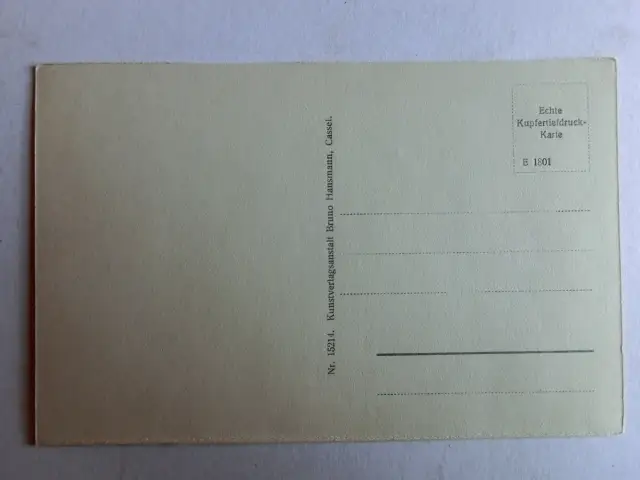 Nr. 15214. Kunstverlagsanstalt Bruno Hansmann, Cassel.
Echte
Kupfertiefdruck-
Karte
E 1801